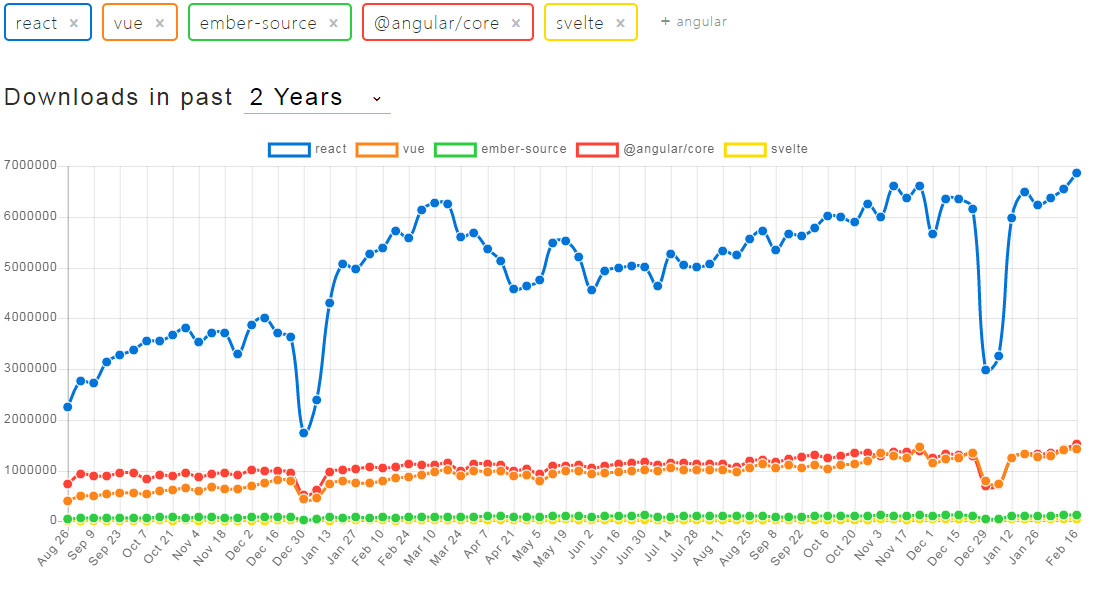 react × vue × ember-source × @angular/core × svelte × + angular
Downloads in past 2 Years
react vue ember-source @angular/core svelte
7000000
6000000
5000000
4000000
3000000
2000000
1000000
0
Aug 26 Sep 9 Sep 23 Oct 7 Oct 21 Nov 4 Nov 18 Dec 2 Dec 16 Dec 30 Jan 13 Jan 27 Feb 10 Feb 24 Mar 10 Mar 24 Apr 7 Apr 21 May 5 May 19 Jun 2 Jun 16 Jun 30 Jul 14 Jul 28 Aug 11 Aug 25 Sep 8 Sep 22 Oct 6 Oct 20 Nov 3 Nov 17 Dec 1 Dec 15 Dec 29 Jan 12 Jan 26 Feb 16